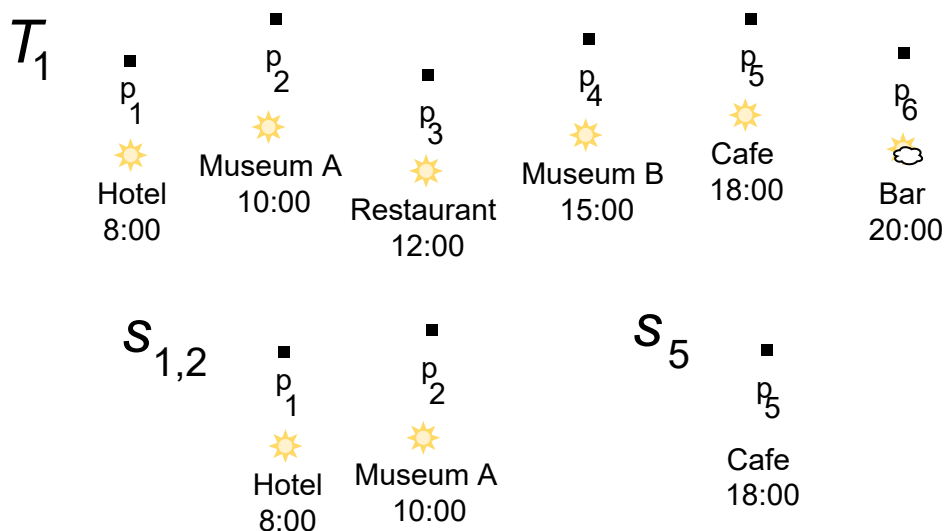 T1
p1
Hotel
8:00
p2
Museum A
10:00
p3
Restaurant
12:00
p4
Museum B
15:00
p5
Cafe
18:00
p6
Bar
20:00
s1,2
p1
Hotel
8:00
p2
Museum A
10:00
s5
p5
Cafe
18:00